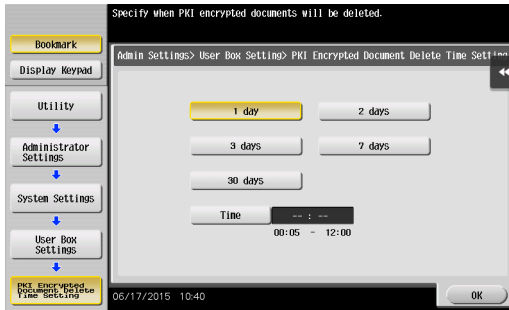 Specify when PKI encrypted documents will be deleted.
Bookmark
Display Keypad
Utility
Administrator
Settings
System Settings
User Box
Settings
PKI Encrypted
Document Delete
Time Setting
Admin Settings> User Box Setting> PKI Encrypted Document Delete Time Setting
1 day
2 days
3 days
7 days
30 days
Time
-- : --
00:05 - 12:00
06/17/2015 10:40
OK